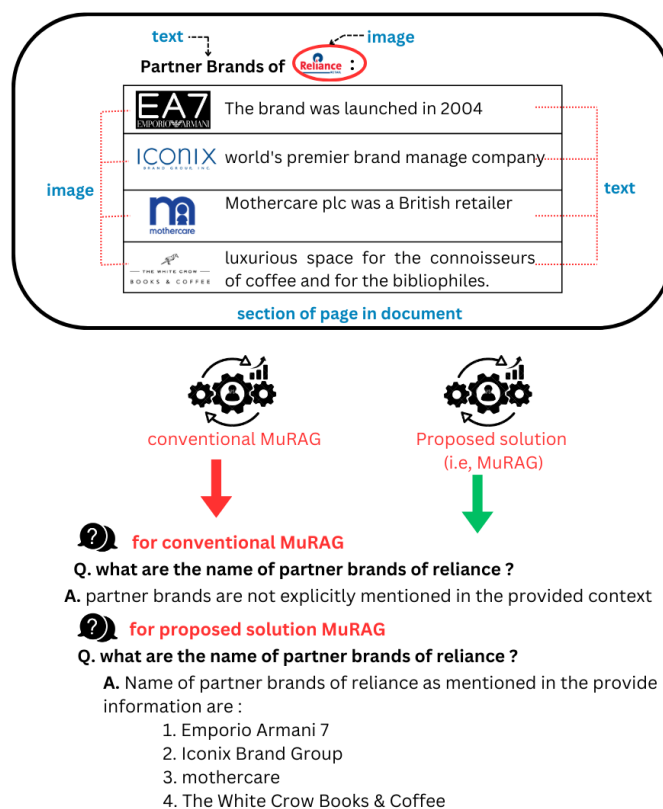 text
image
Partner Brands of Reliance :
EA7
EMPORIO ARMANI
The brand was launched in 2004
ICONIX
BRAND GROUP INC.
world's premier brand manage company
image
text
mothercare
Mothercare plc was a British retailer
THE WHITE CROW
BOOKS & COFFEE
luxurious space for the connoisseurs
of coffee and for the bibliophiles.
section of page in document
conventional MuRAG
Proposed solution
(i.e, MuRAG)
for conventional MuRAG
Q. what are the name of partner brands of reliance ?
A. partner brands are not explicitly mentioned in the provided context
for proposed solution MuRAG
Q. what are the name of partner brands of reliance ?
A. Name of partner brands of reliance as mentioned in the provide
information are :
1. Emporio Armani 7
2. Iconix Brand Group
3. mothercare
4. The White Crow Books & Coffee